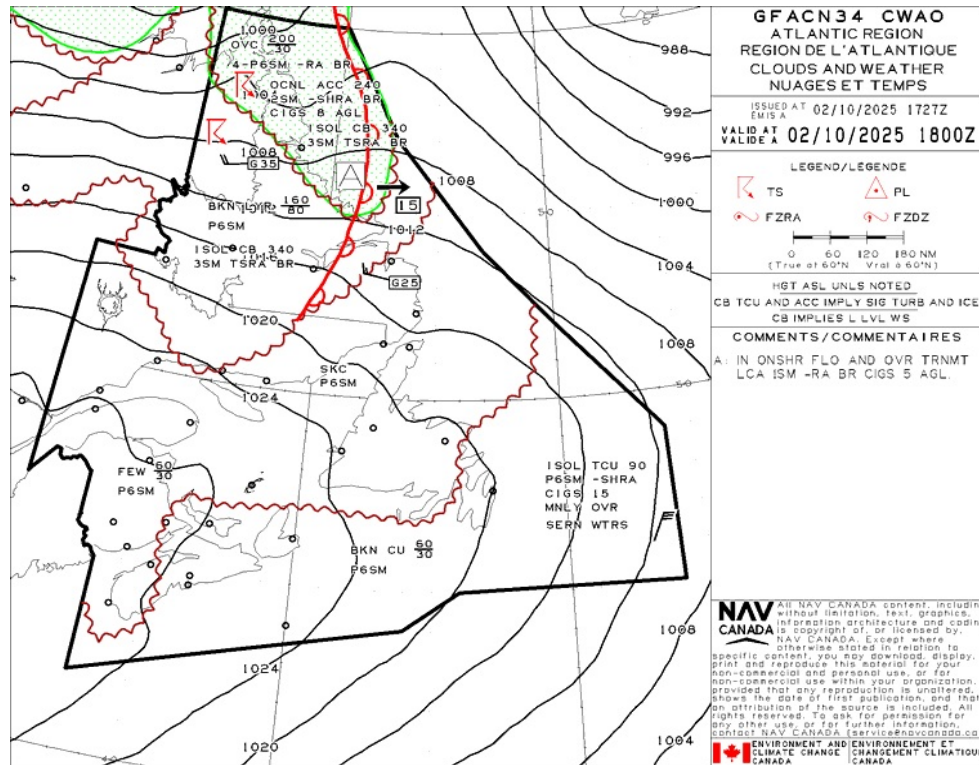 GFACN34 CWAO
ATLANTIC REGION
REGION DE L'ATLANTIQUE
CLOUDS AND WEATHER
NUAGES ET TEMPS
ISSUED AT 02/10/2025 1727Z
ÉMIS A
VALID AT 02/10/2025 1800Z
VALIDE A
LEGEND/LÉGENDE
TS
PL
FZRA
FZDZ
0 60 120 180 NM
(True at 60°N Vrai à 60°N)
HGT ASL UNLS NOTED
CB TCU AND ACC IMPLY SIG TURB AND ICE
CB IMPLIES L LVL WS
COMMENTS/COMMENTAIRES
A: IN ONSHR FLO AND OVR TRNMT
LCA 1SM -RA BR CIGS 5 AGL.
1000
OVC 200
30
4-P6SM -RA BR
OCNL ACC 240
2SM -SHRA BR
CIGS 8 AGL
ISOL CB 340
3SM TSRA BR
1008
G35
A
15
1008
BKN LYR 160
80
P6SM
1012
ISOL CB 340
3SM TSRA BR
G25
1020
SKC
P6SM
1024
FEW 60
30
P6SM
BKN CU 60
30
P6SM
ISOL TCU 90
P6SM -SHRA
CIGS 15
MNLY OVR
SERN WTRS
988
992
996
1000
1004
1008
50
50
1008
1004
1024
1020
40
NAV
CANADA
All NAV CANADA content, includin
without limitation, text, graphics,
information architecture and codin
is copyright of, or licensed by,
NAV CANADA. Except where
otherwise stated in relation to
specific content, you may download, display,
print and reproduce this material for your
non-commercial and personal use, or for
non-commercial use within your organization,
provided that any reproduction is unaltered,
shows the date of first publication, and that
an attribution of the source is included. All
rights reserved. To ask for permission for
any other use, or for further information,
contact NAV CANADA (service@navcanada.ca
ENVIRONMENT AND
CLIMATE CHANGE
CANADA
ENVIRONNEMENT ET
CHANGEMENT CLIMATIQU
CANADA